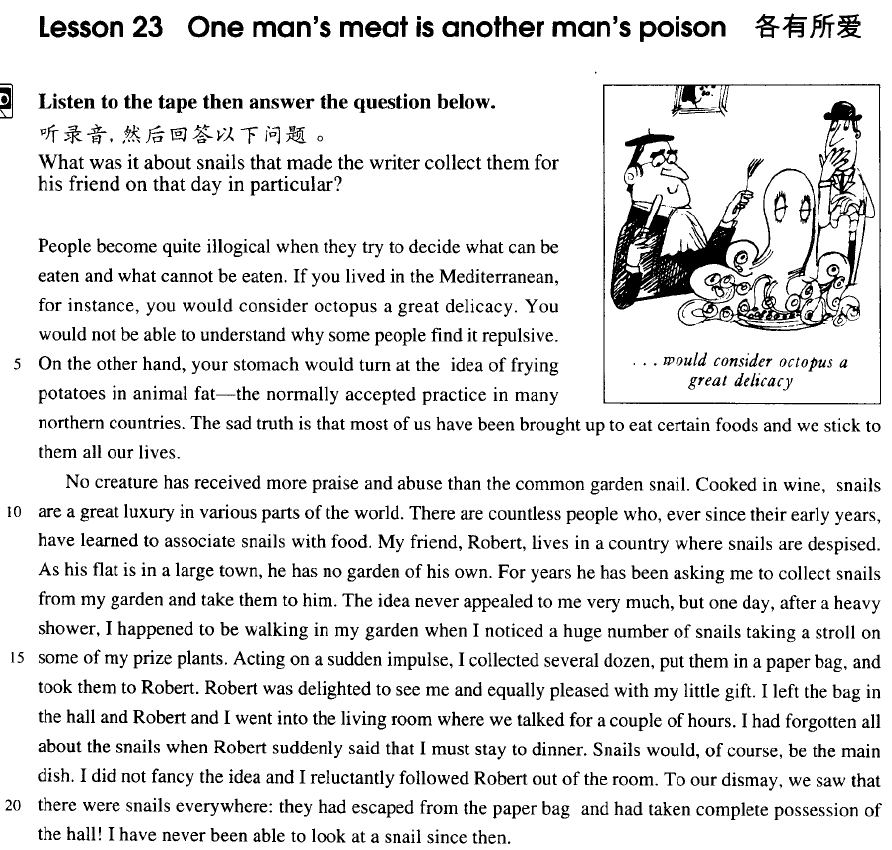 Lesson 23 One man's meat is another man's poison 各有所爱
Listen to the tape then answer the question below.
听录音，然后回答以下问题。
What was it about snails that made the writer collect them for
his friend on that day in particular?
People become quite illogical when they try to decide what can be
eaten and what cannot be eaten. If you lived in the Mediterranean,
for instance, you would consider octopus a great delicacy. You
would not be able to understand why some people find it repulsive.
5 On the other hand, your stomach would turn at the idea of frying
potatoes in animal fat—the normally accepted practice in many
northern countries. The sad truth is that most of us have been brought up to eat certain foods and we stick to
them all our lives.
No creature has received more praise and abuse than the common garden snail. Cooked in wine, snails
10 are a great luxury in various parts of the world. There are countless people who, ever since their early years,
have learned to associate snails with food. My friend, Robert, lives in a country where snails are despised.
As his flat is in a large town, he has no garden of his own. For years he has been asking me to collect snails
from my garden and take them to him. The idea never appealed to me very much, but one day, after a heavy
shower, I happened to be walking in my garden when I noticed a huge number of snails taking a stroll on
15 some of my prize plants. Acting on a sudden impulse, I collected several dozen, put them in a paper bag, and
took them to Robert. Robert was delighted to see me and equally pleased with my little gift. I left the bag in
the hall and Robert and I went into the living room where we talked for a couple of hours. I had forgotten all
about the snails when Robert suddenly said that I must stay to dinner. Snails would, of course, be the main
dish. I did not fancy the idea and I reluctantly followed Robert out of the room. To our dismay, we saw that
20 there were snails everywhere: they had escaped from the paper bag and had taken complete possession of
the hall! I have never been able to look at a snail since then.
. . . would consider octopus a
great delicacy